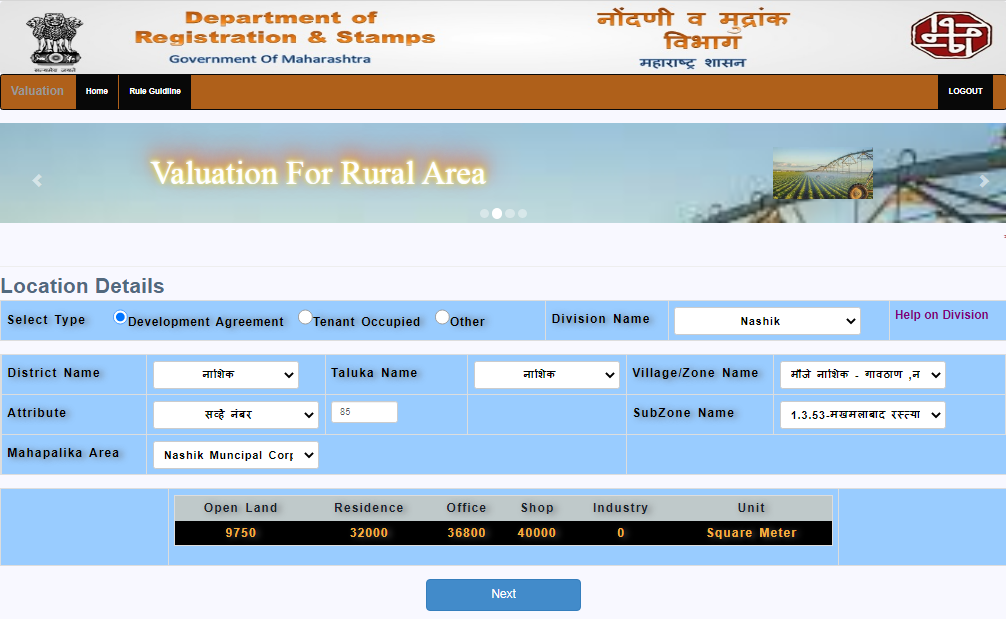 Department of
Registration & Stamps
Government Of Maharashtra
नोंदणी व मुद्रांक
विभाग
महाराष्ट्र शासन
सत्यमेव जयते
Valuation Home Rule Guidline LOGOUT
Valuation For Rural Area
Location Details
Select Type Development Agreement Tenant Occupied Other Division Name Nashik Help on Division
District Name नाशिक Taluka Name नाशिक Village/Zone Name मौजे नाशिक - गावठाण ,न
Attribute सर्व्हे नंबर 85 SubZone Name 1.3.53-मखमलाबाद रस्त्या
Mahapalika Area Nashik Muncipal Corp
Open Land Residence Office Shop Industry Unit
9750 32000 36800 40000 0 Square Meter
Next